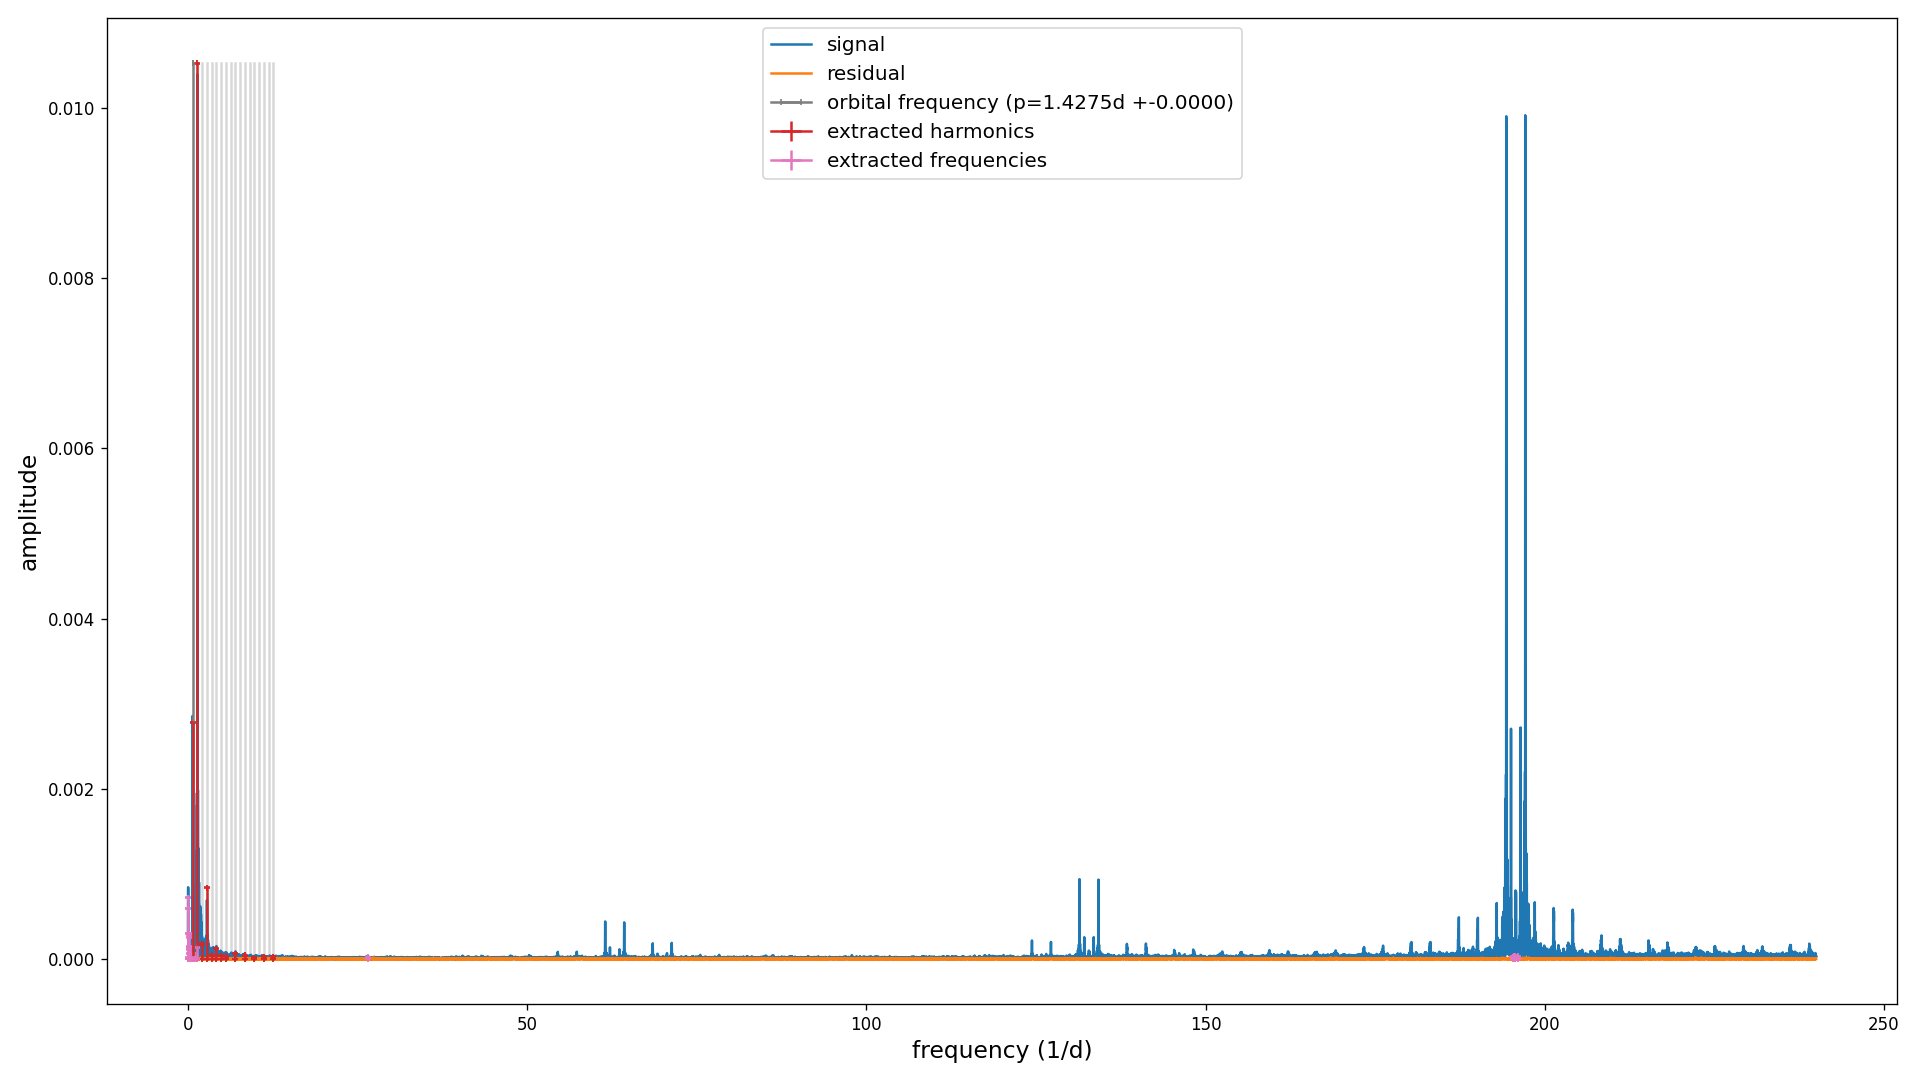 signal
residual
orbital frequency (p=1.4275d +-0.0000)
extracted harmonics
extracted frequencies
amplitude
0.010
0.008
0.006
0.004
0.002
0.000
0 50 100 150 200 250
frequency (1/d)